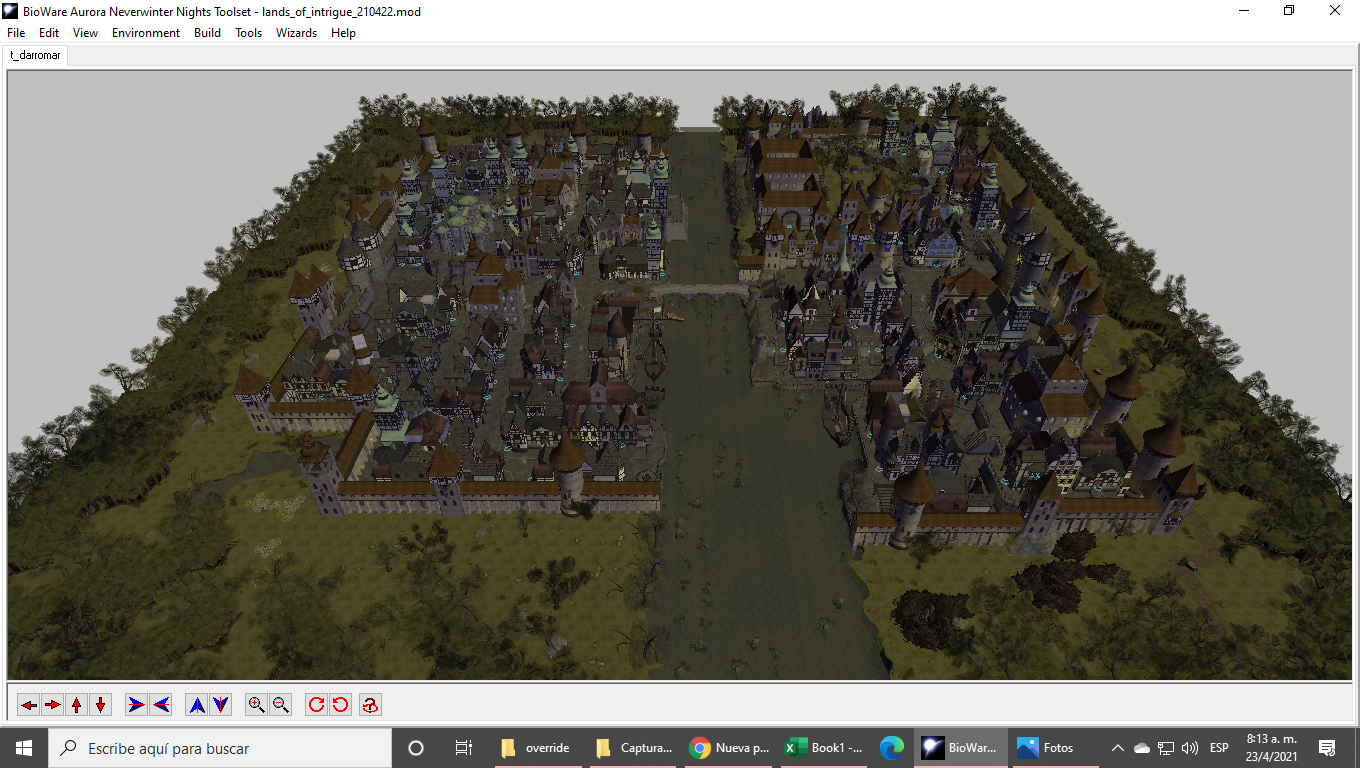 BioWare Aurora Neverwinter Nights Toolset - lands_of_intrigue_210422.mod
File Edit View Environment Build Tools Wizards Help
t_darromar
Escribe aquí para buscar
override
Captura...
Nueva p...
Book1 -...
BioWar...
Fotos
ESP
8:13 a. m.
23/4/2021